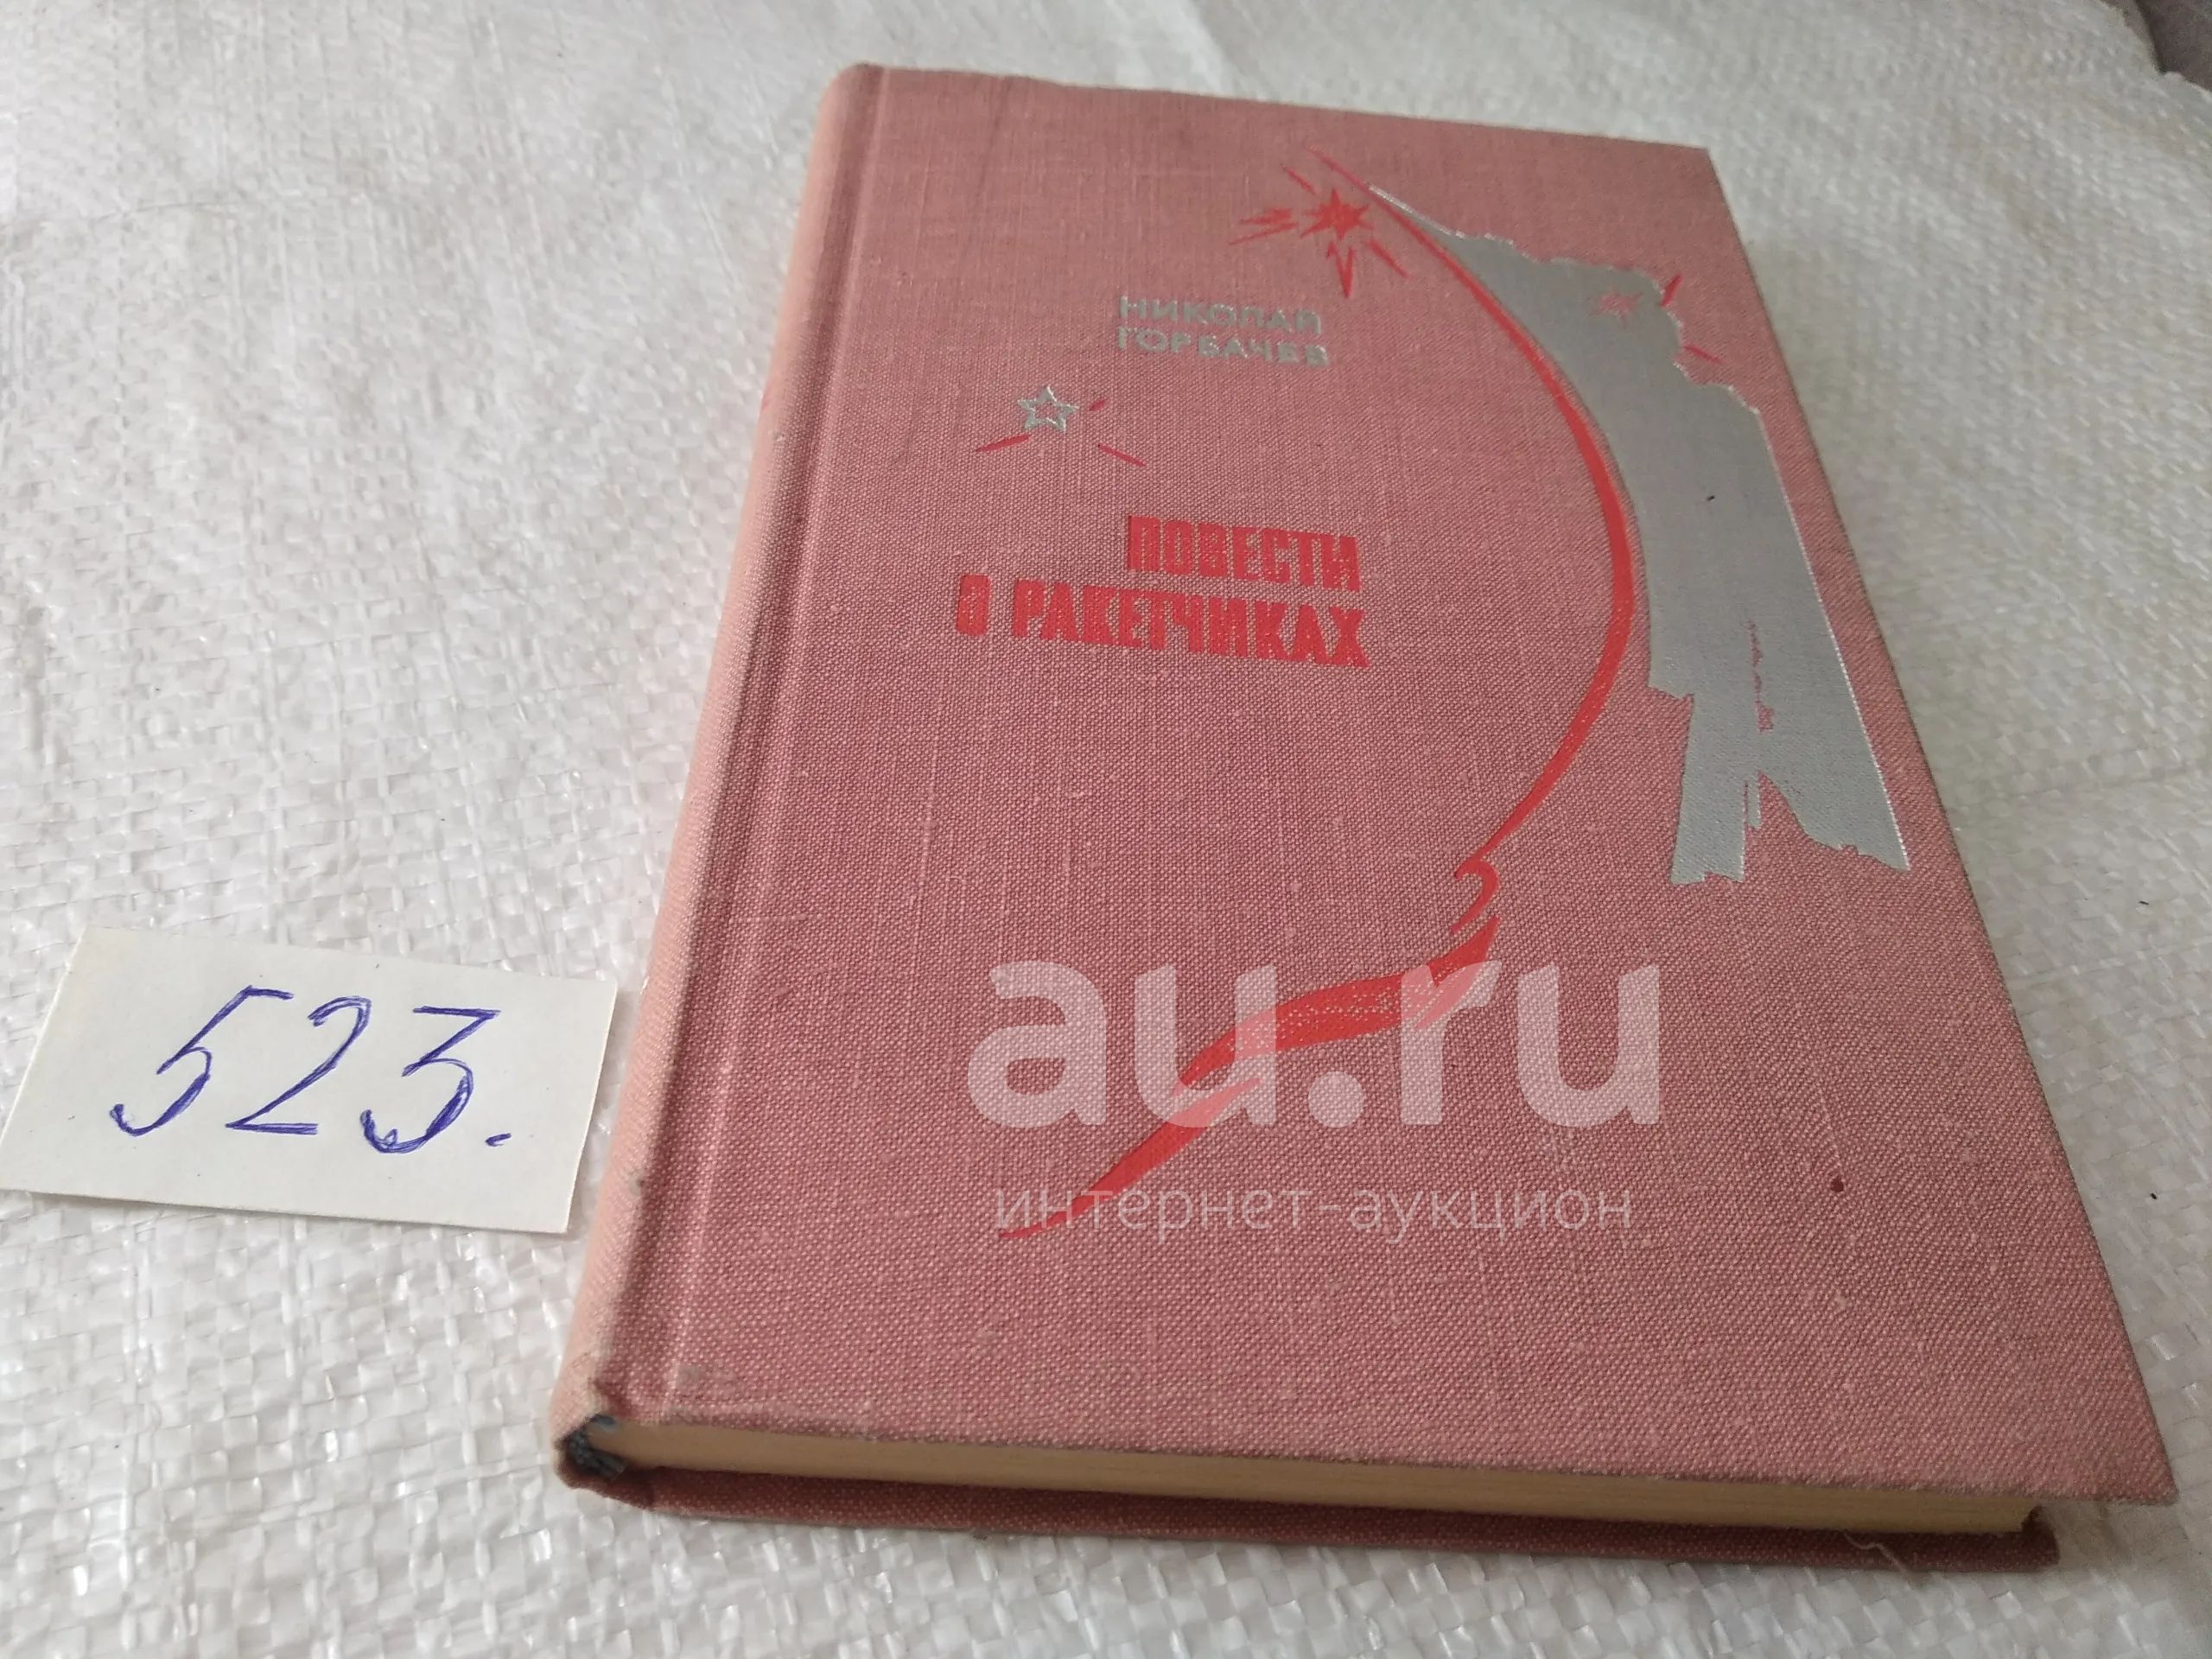 НИКОЛАЙ
ГОРБАЧЕВ
ПОВЕСТИ
О РАКЕТЧИКАХ
523.
au.ru
интернет-аукцион